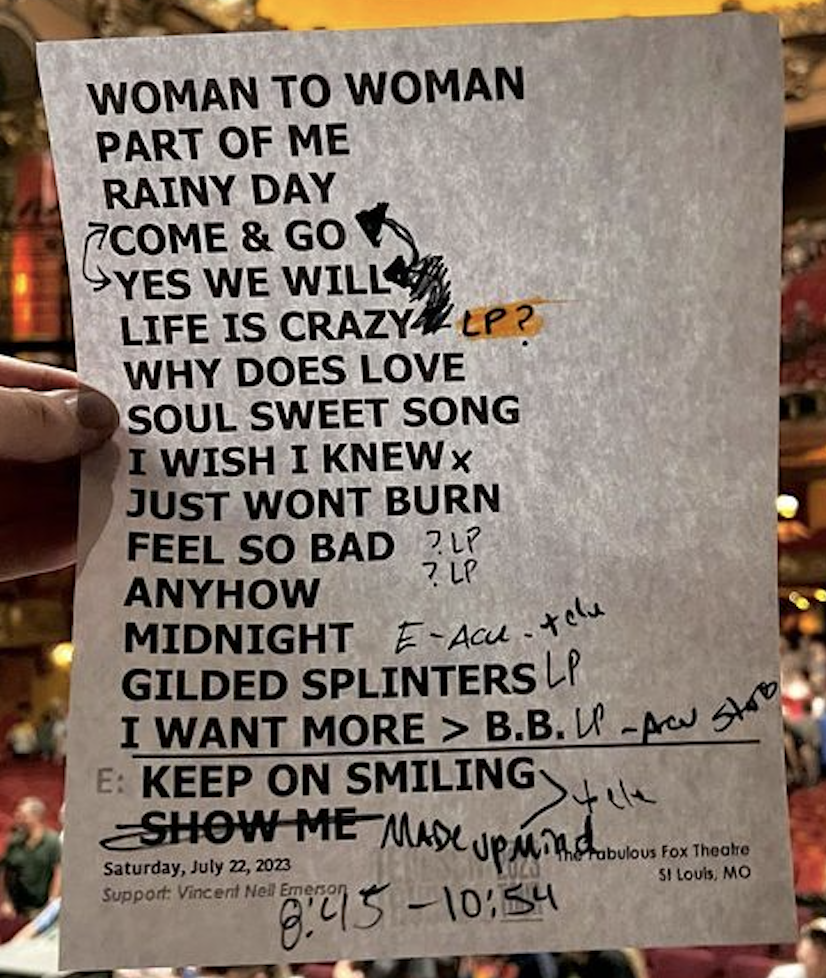 WOMAN TO WOMAN
PART OF ME
RAINY DAY
COME & GO
YES WE WILL
LIFE IS CRAZY LP?
WHY DOES LOVE
SOUL SWEET SONG
I WISH I KNEW x
JUST WONT BURN
FEEL SO BAD ? LP
? LP
ANYHOW
MIDNIGHT E - Acu - + ele
GILDED SPLINTERS LP
I WANT MORE > B.B. LP - Acu
E: KEEP ON SMILING + ele
SHOW ME MADE UP Mind
Saturday, July 22, 2023 The Fabulous Fox Theatre
Support: Vincent Neil Emerson St Louis, MO
8:45 - 10:54